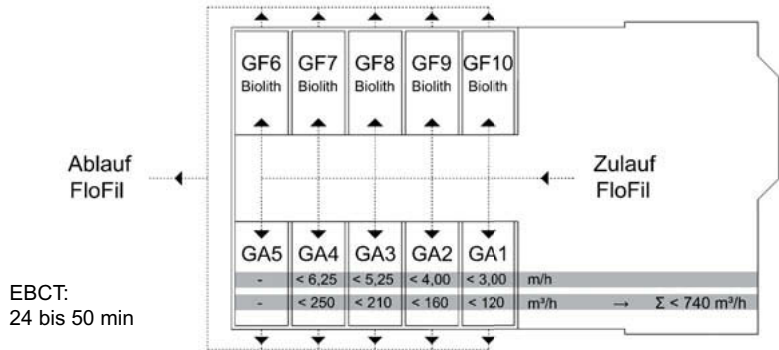 GF6 GF7 GF8 GF9 GF10
Biolith Biolith Biolith Biolith Biolith
Ablauf
FloFil
Zulauf
FloFil
GA5 GA4 GA3 GA2 GA1
- < 6,25 < 5,25 < 4,00 < 3,00 m/h
- < 250 < 210 < 160 < 120 m³/h → Σ < 740 m³/h
EBCT:
24 bis 50 min